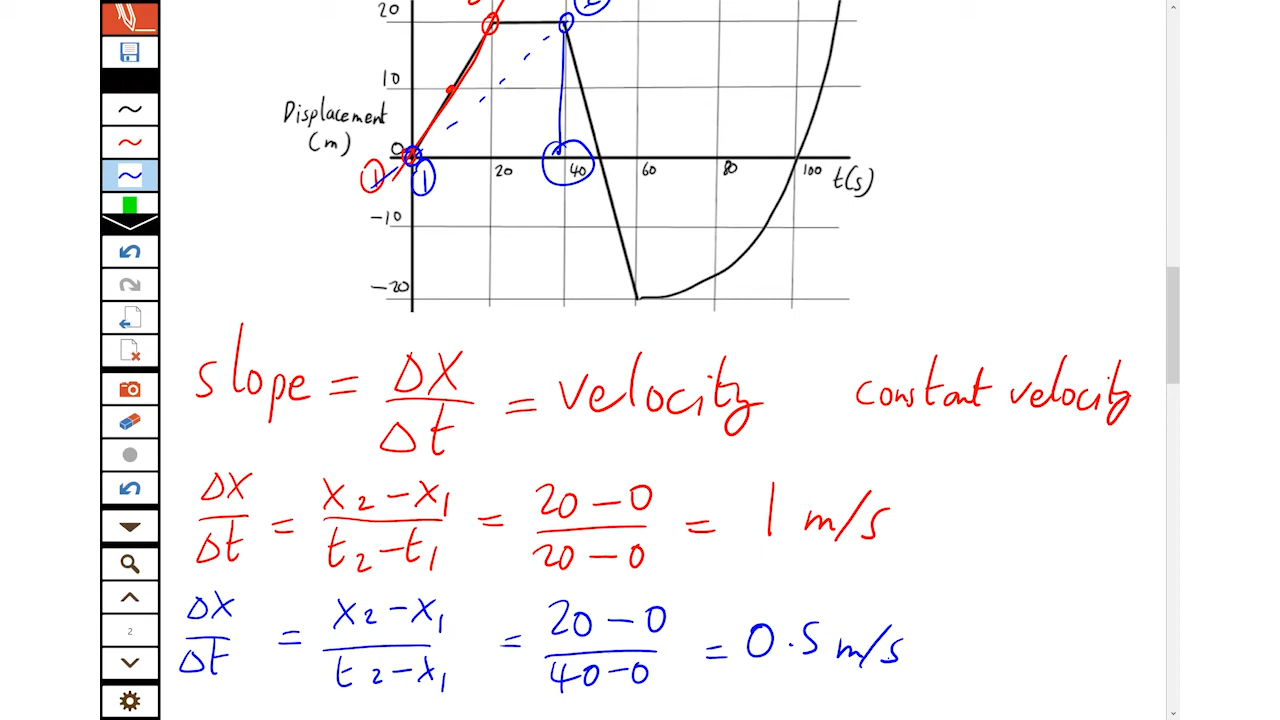 20
2
10
Displacement
(m)
0
① ① 20 40 60 80 100 t(s)
-10
-20
slope = Δx/Δt = velocity constant velocity
Δx/Δt = x2-x1/t2-t1 = 20-0/20-0 = 1 m/s
Δx/Δt = x2-x1/t2-x1 = 20-0/40-0 = 0.5 m/s
2